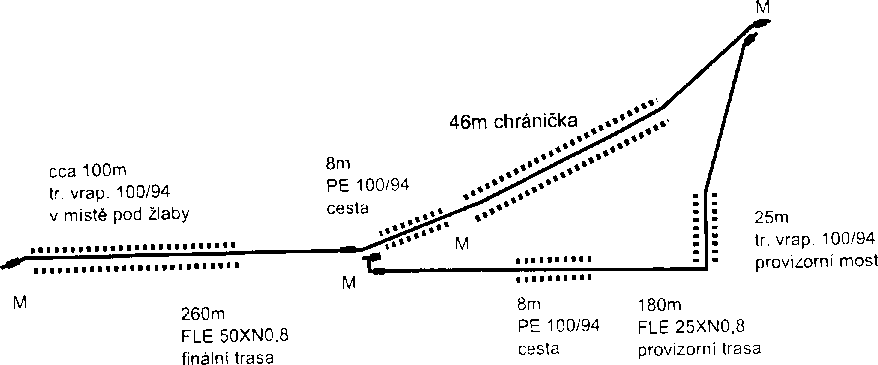 M
46m chránička
cca 100m
tr. vrap. 100/94
v místě pod žlaby
8m
PE 100/94
cesta
M
25m
tr. vrap. 100/94
provizorní most
M
M
260m
FLE 50XN0,8
finální trasa
8m
PE 100/94
cesta
180m
FLE 25XN0,8
provizorní trasa